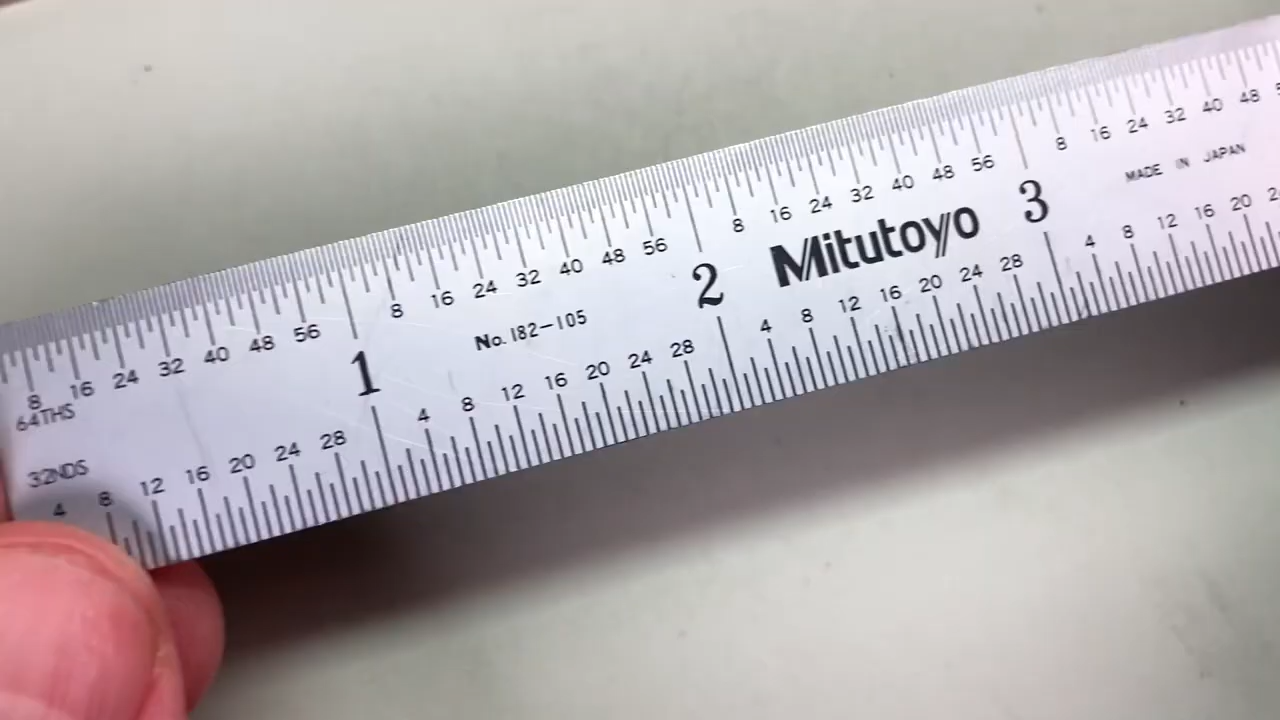 8 16 24 32 40 48 56 8 16 24 32 40 48 56 8 16 24 32 40 48 56 8 16 24 32 40 48
64THS
1 No. 182-105 2 Mitutoyo 3 MADE IN JAPAN
32NDS
4 8 12 16 20 24 28 4 8 12 16 20 24 28 4 8 12 16 20 24 28 4 8 12 16 20